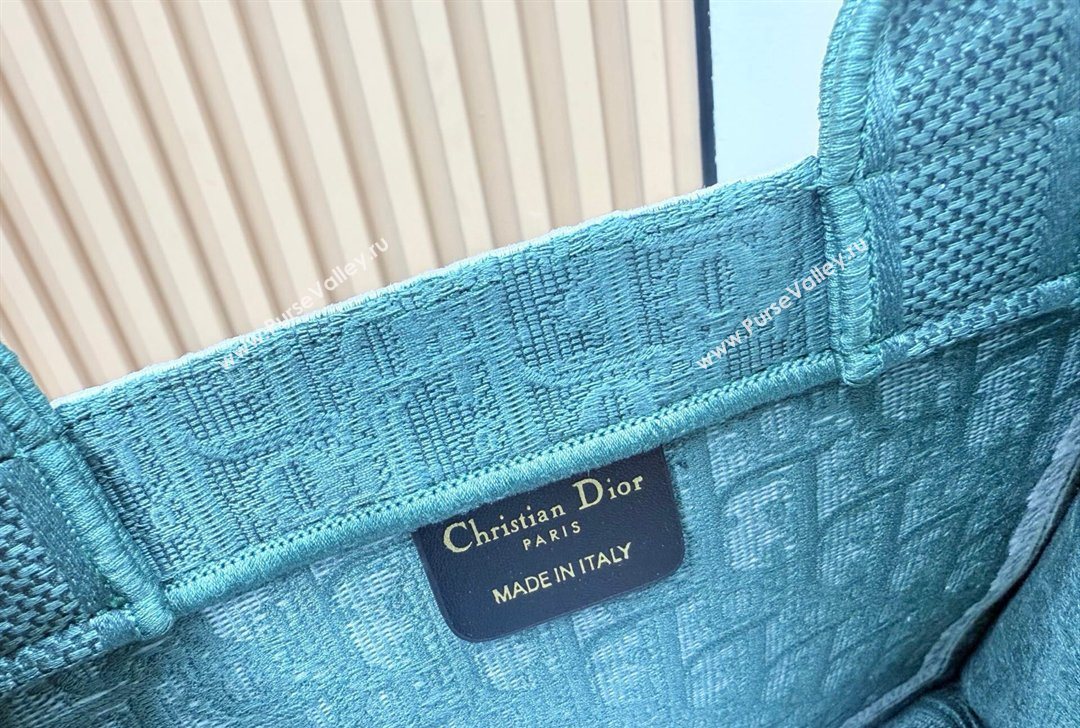 www.PurseValley.ru
www.PurseValley.ru
Christian Dior
PARIS
MADE IN ITALY